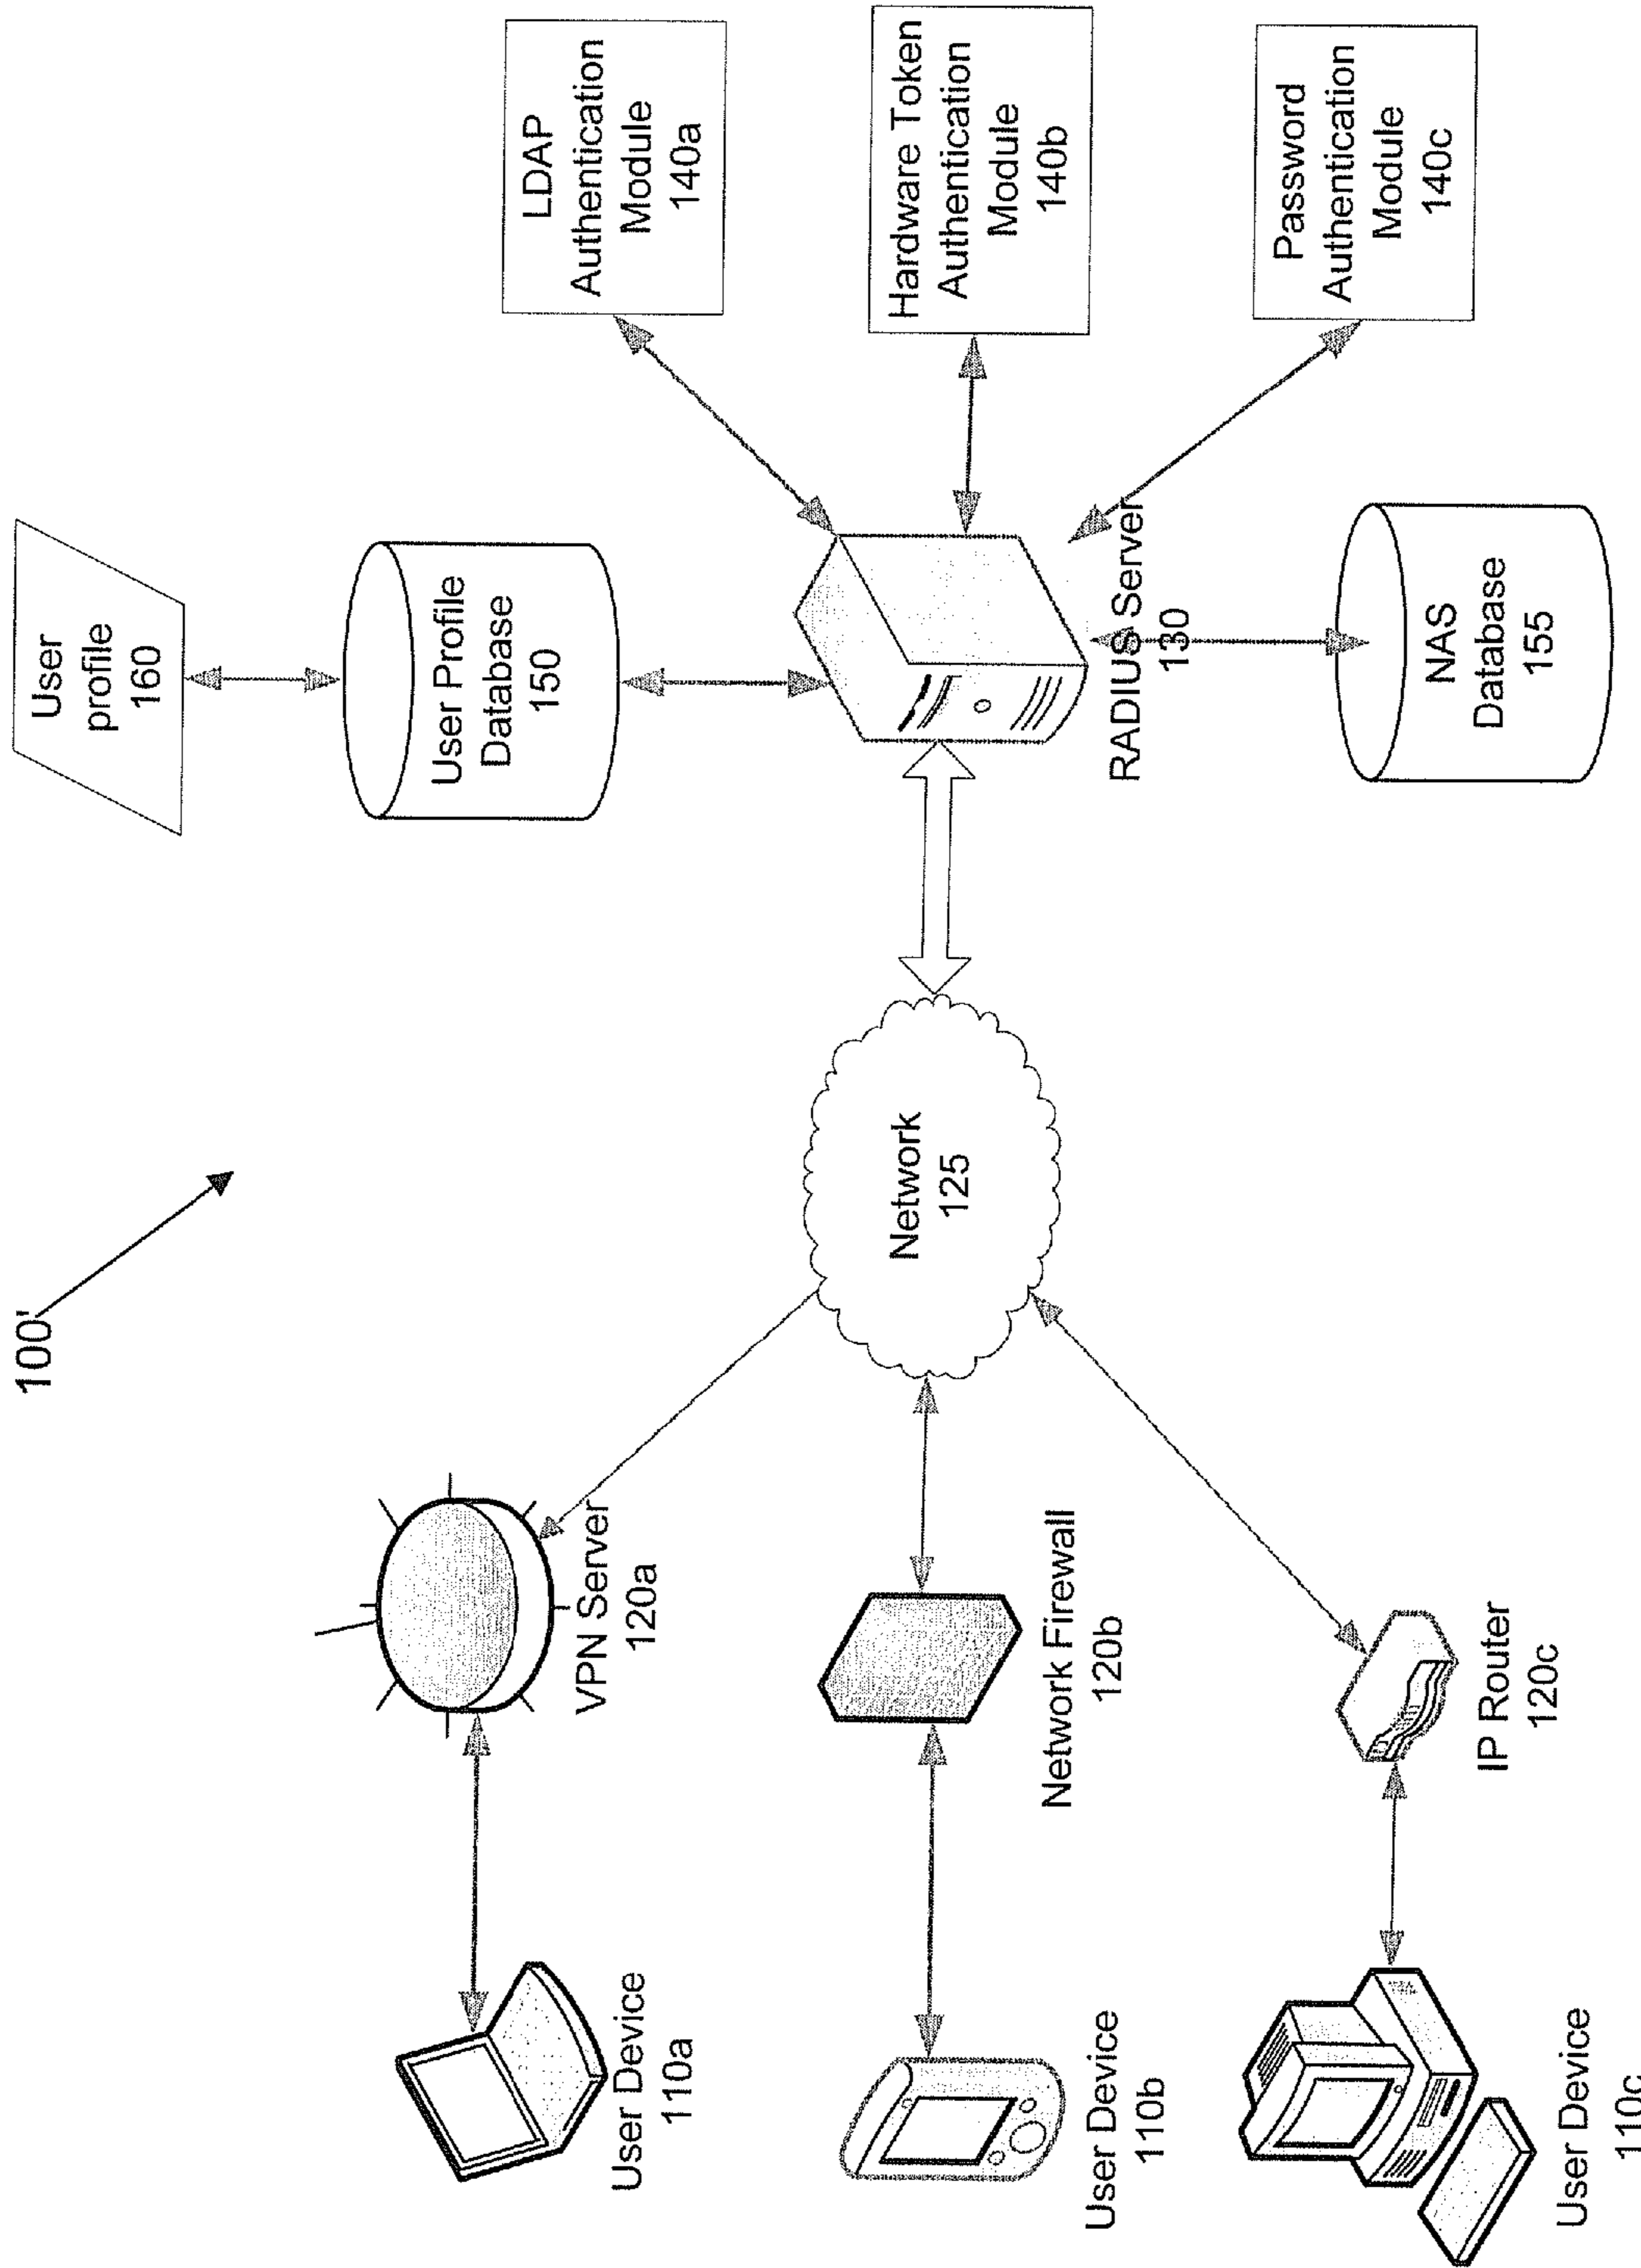 100'
User
profile
160
User Profile
Database
150
LDAP
Authentication
Module
140a
Hardware Token
Authentication
Module
140b
Password
Authentication
Module
140c
RADIUS Server
130
NAS
Database
155
Network
125
VPN Server
120a
Network Firewall
120b
IP Router
120c
User Device
110a
User Device
110b
User Device
110c